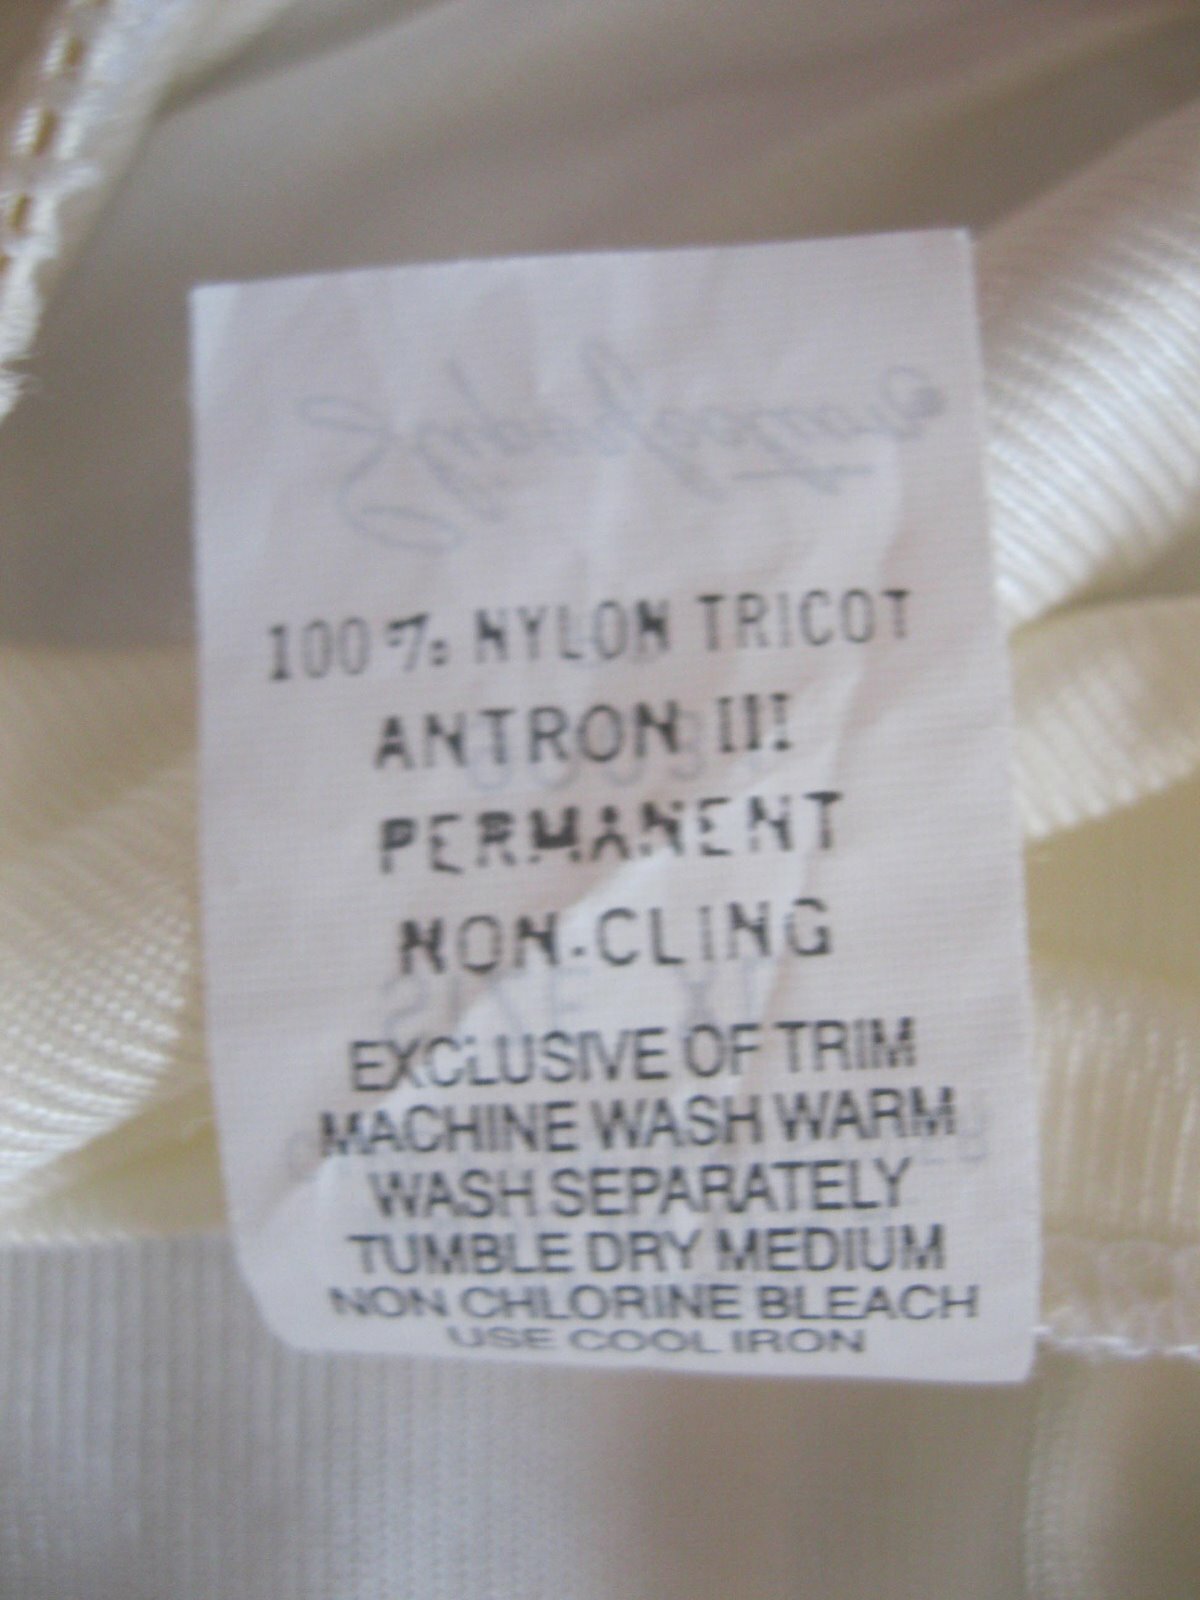 100% NYLON TRICOT
ANTRON III
PERMANENT
NON-CLING
EXCLUSIVE OF TRIM
MACHINE WASH WARM
WASH SEPARATELY
TUMBLE DRY MEDIUM
NON CHLORINE BLEACH
USE COOL IRON